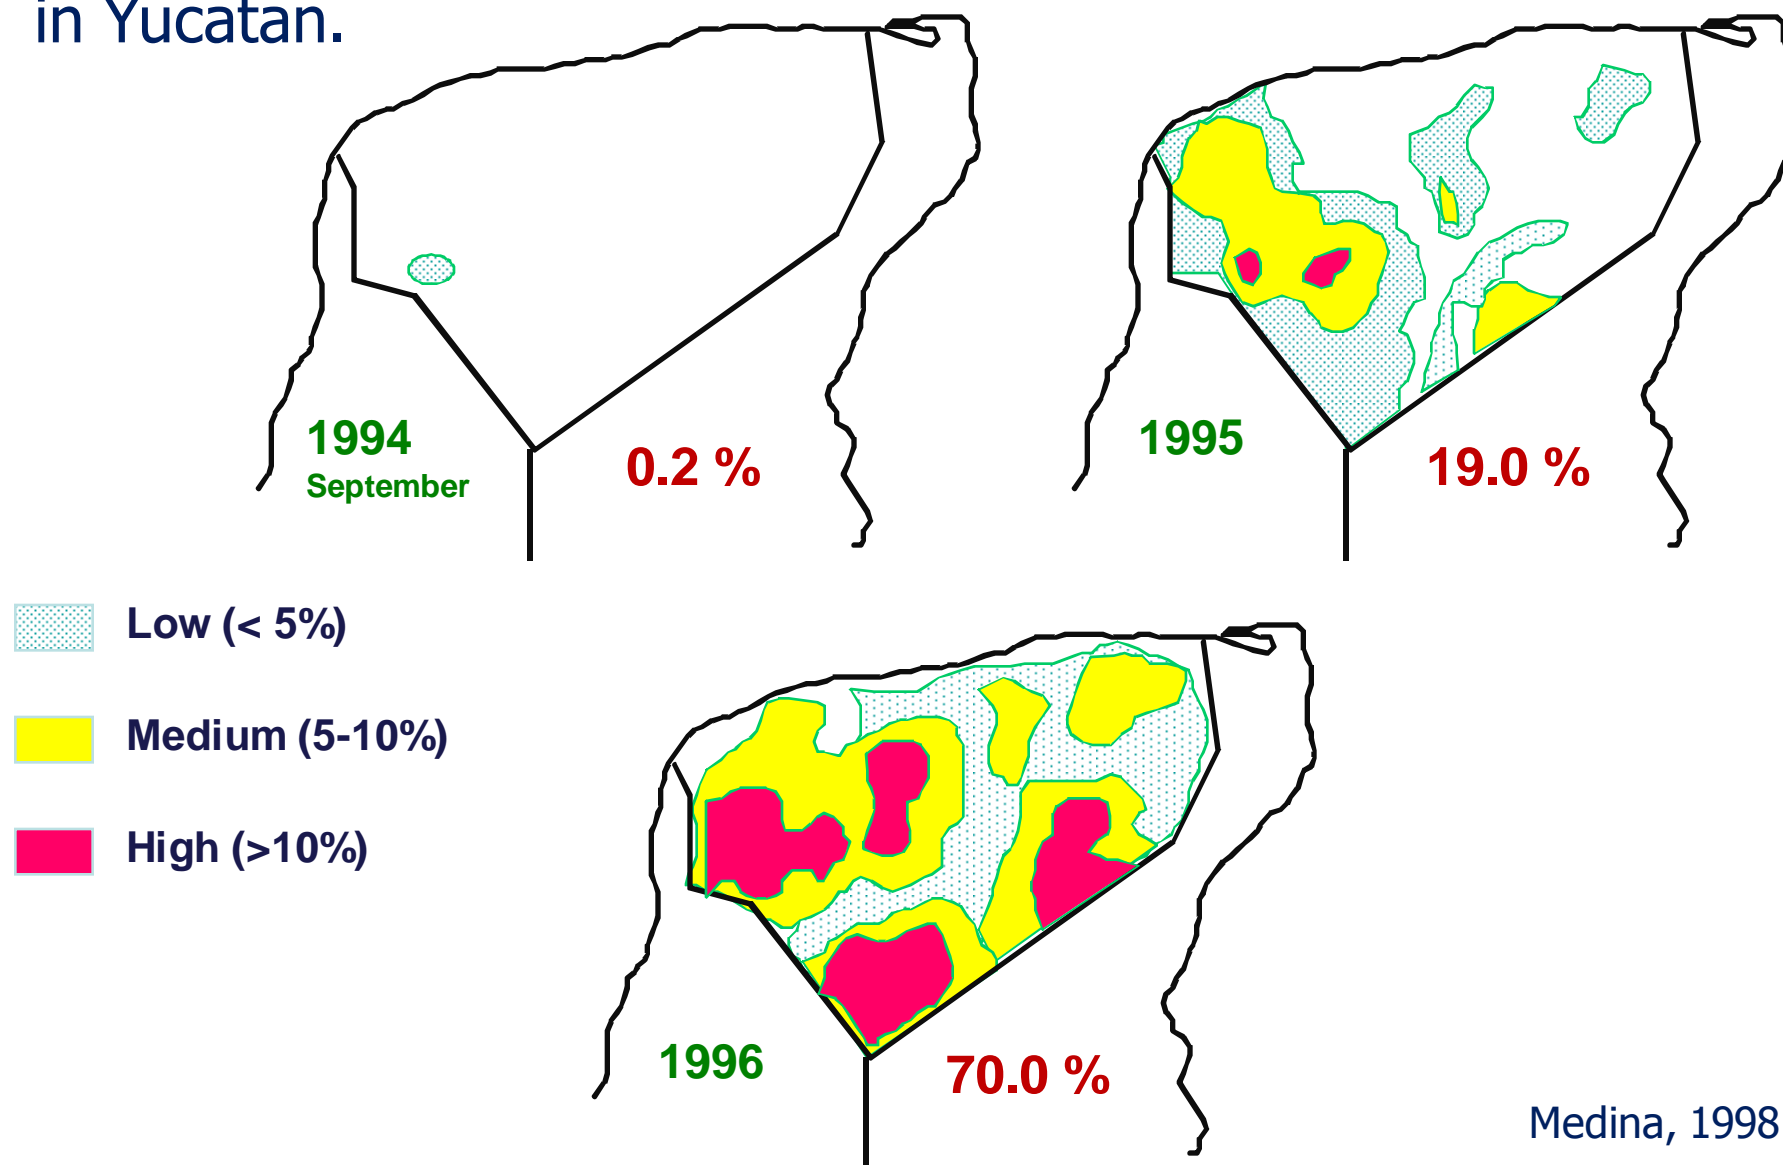 in Yucatan.
1994
September
0.2 %
1995
19.0 %
Low (< 5%)
Medium (5-10%)
High (>10%)
1996
70.0 %
Medina, 1998